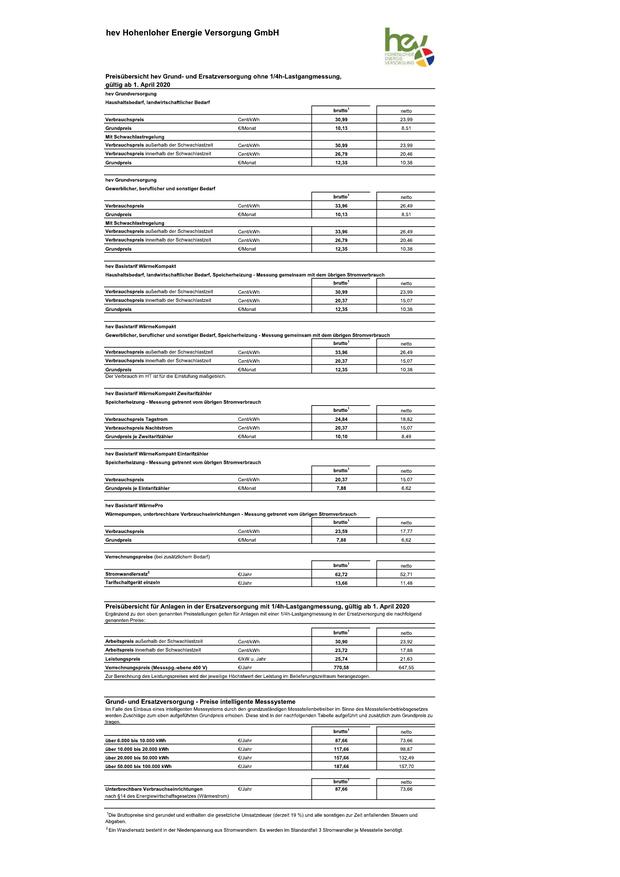 hev Hohenloher Energie Versorgung GmbH
hev
HOHENLOHER
ENERGIE
VERSORGUNG
Preisübersicht hev Grund- und Ersatzversorgung ohne 1/4h-Lastgangmessung,
gültig ab 1. April 2020
hev Grundversorgung
Haushaltsbedarf, landwirtschaftlicher Bedarf
brutto¹ netto
Verbrauchspreis Cent/kWh 30,99 23,99
Grundpreis €/Monat 10,13 8,51
Mit Schwachlastregelung
Verbrauchspreis außerhalb der Schwachlastzeit Cent/kWh 30,99 23,99
Verbrauchspreis innerhalb der Schwachlastzeit Cent/kWh 26,79 20,46
Grundpreis €/Monat 12,35 10,38
hev Grundversorgung
Gewerblicher, beruflicher und sonstiger Bedarf
brutto¹ netto
Verbrauchspreis Cent/kWh 33,96 26,49
Grundpreis €/Monat 10,13 8,51
Mit Schwachlastregelung
Verbrauchspreis außerhalb der Schwachlastzeit Cent/kWh 33,96 26,49
Verbrauchspreis innerhalb der Schwachlastzeit Cent/kWh 26,79 20,46
Grundpreis €/Monat 12,35 10,38
hev Basistarif WärmeKompakt
Haushaltsbedarf, landwirtschaftlicher Bedarf, Speicherheizung - Messung gemeinsam mit dem übrigen Stromverbrauch
brutto¹ netto
Verbrauchspreis außerhalb der Schwachlastzeit Cent/kWh 30,99 23,99
Verbrauchspreis innerhalb der Schwachlastzeit Cent/kWh 20,37 15,07
Grundpreis €/Monat 12,35 10,38
hev Basistarif WärmeKompakt
Gewerblicher, beruflicher und sonstiger Bedarf, Speicherheizung - Messung gemeinsam mit dem übrigen Stromverbrauch
brutto¹ netto
Verbrauchspreis außerhalb der Schwachlastzeit Cent/kWh 33,96 26,49
Verbrauchspreis innerhalb der Schwachlastzeit Cent/kWh 20,37 15,07
Grundpreis €/Monat 12,35 10,38
Der Verbrauch im HT ist für die Einstufung maßgeblich.
hev Basistarif WärmeKompakt Zweitarifzähler
Speicherheizung - Messung getrennt vom übrigen Stromverbrauch
brutto¹ netto
Verbrauchspreis Tagstrom Cent/kWh 24,84 18,82
Verbrauchspreis Nachtstrom Cent/kWh 20,37 15,07
Grundpreis je Zweitarifzähler €/Monat 10,10 8,49
hev Basistarif WärmeKompakt Eintarifzähler
Speicherheizung - Messung getrennt vom übrigen Stromverbrauch
brutto¹ netto
Verbrauchspreis Cent/kWh 20,37 15,07
Grundpreis je Eintarifzähler €/Monat 7,88 6,62
hev Basistarif WärmePro
Wärmepumpen, unterbrechbare Verbrauchseinrichtungen - Messung getrennt vom übrigen Stromverbrauch
brutto¹ netto
Verbrauchspreis Cent/kWh 23,59 17,77
Grundpreis €/Monat 7,88 6,62
Verrechnungspreise (bei zusätzlichem Bedarf)
brutto¹ netto
Stromwandlersatz² €/Jahr 62,72 52,71
Tarifschaltgerät einzeln €/Jahr 13,66 11,48
Preisübersicht für Anlagen in der Ersatzversorgung mit 1/4h-Lastgangmessung, gültig ab 1. April 2020
Ergänzend zu den oben genannten Preisstellungen gelten für Anlagen mit einer 1/4h-Lastgangmessung in der Ersatzversorgung die nachfolgend
genannten Preise:
brutto¹ netto
Arbeitspreis außerhalb der Schwachlastzeit Cent/kWh 30,90 23,92
Arbeitspreis innerhalb der Schwachlastzeit Cent/kWh 23,72 17,88
Leistungspreis €/kW u. Jahr 25,74 21,63
Verrechnungspreis (Messspg.-ebene 400 V) €/Jahr 770,58 647,55
Zur Berechnung des Leistungspreises wird der jeweilige Höchstwert der Leistung im Belieferungszeitraum herangezogen.
Grund- und Ersatzversorgung - Preise intelligente Messsysteme
Im Falle des Einbaus eines intelligenten Messsystems durch den grundzuständigen Messstellenbetreiber im Sinne des Messstellenbetriebsgesetzes
werden Zuschläge zum oben aufgeführten Grundpreis erhoben. Diese sind in der nachfolgenden Tabelle aufgeführt und zusätzlich zum Grundpreis zu
tragen.
brutto¹ netto
über 6.000 bis 10.000 kWh €/Jahr 87,66 73,66
über 10.000 bis 20.000 kWh €/Jahr 117,66 98,87
über 20.000 bis 50.000 kWh €/Jahr 157,66 132,49
über 50.000 bis 100.000 kWh €/Jahr 187,66 157,70
brutto¹ netto
Unterbrechbare Verbrauchseinrichtungen €/Jahr 87,66 73,66
nach §14 des Energiewirtschaftsgesetzes (Wärmestrom)
¹Die Bruttopreise sind gerundet und enthalten die gesetzliche Umsatzsteuer (derzeit 19 %) und alle sonstigen zur Zeit anfallenden Steuern und
Abgaben.
²Ein Wandlersatz besteht in der Niederspannung aus Stromwandlern. Es werden im Standardfall 3 Stromwandler je Messstelle benötigt.